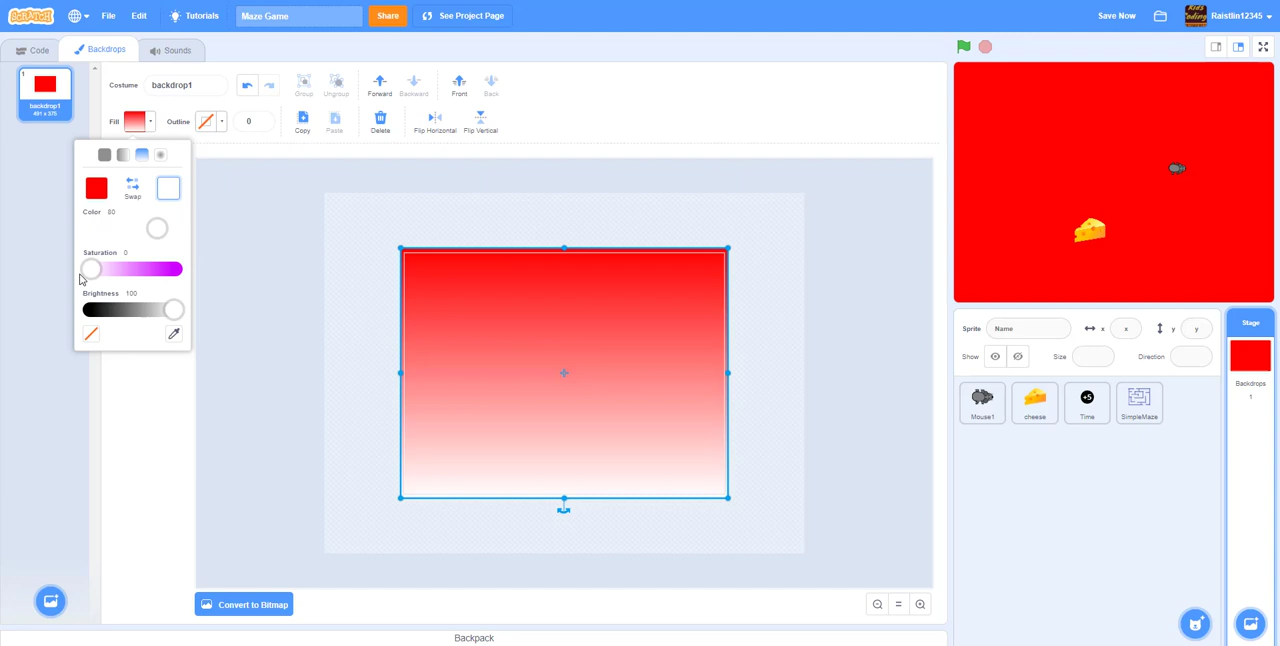 SCRATCH File Edit Tutorials Maze Game Share See Project Page Save Now Raistlin12345
Code Backdrops Sounds
1
backdrop1
491 x 375
Costume backdrop1 Group Ungroup Forward Backward Front Back
Fill Outline 0 Copy Paste Delete Flip Horizontal Flip Vertical
Swap
Color 80
Saturation 0
Brightness 100
Convert to Bitmap
Backpack
Sprite Name x x y y
Show Size Direction
Mouse1 cheese +5 Time SimpleMaze
Stage
Backdrops
1